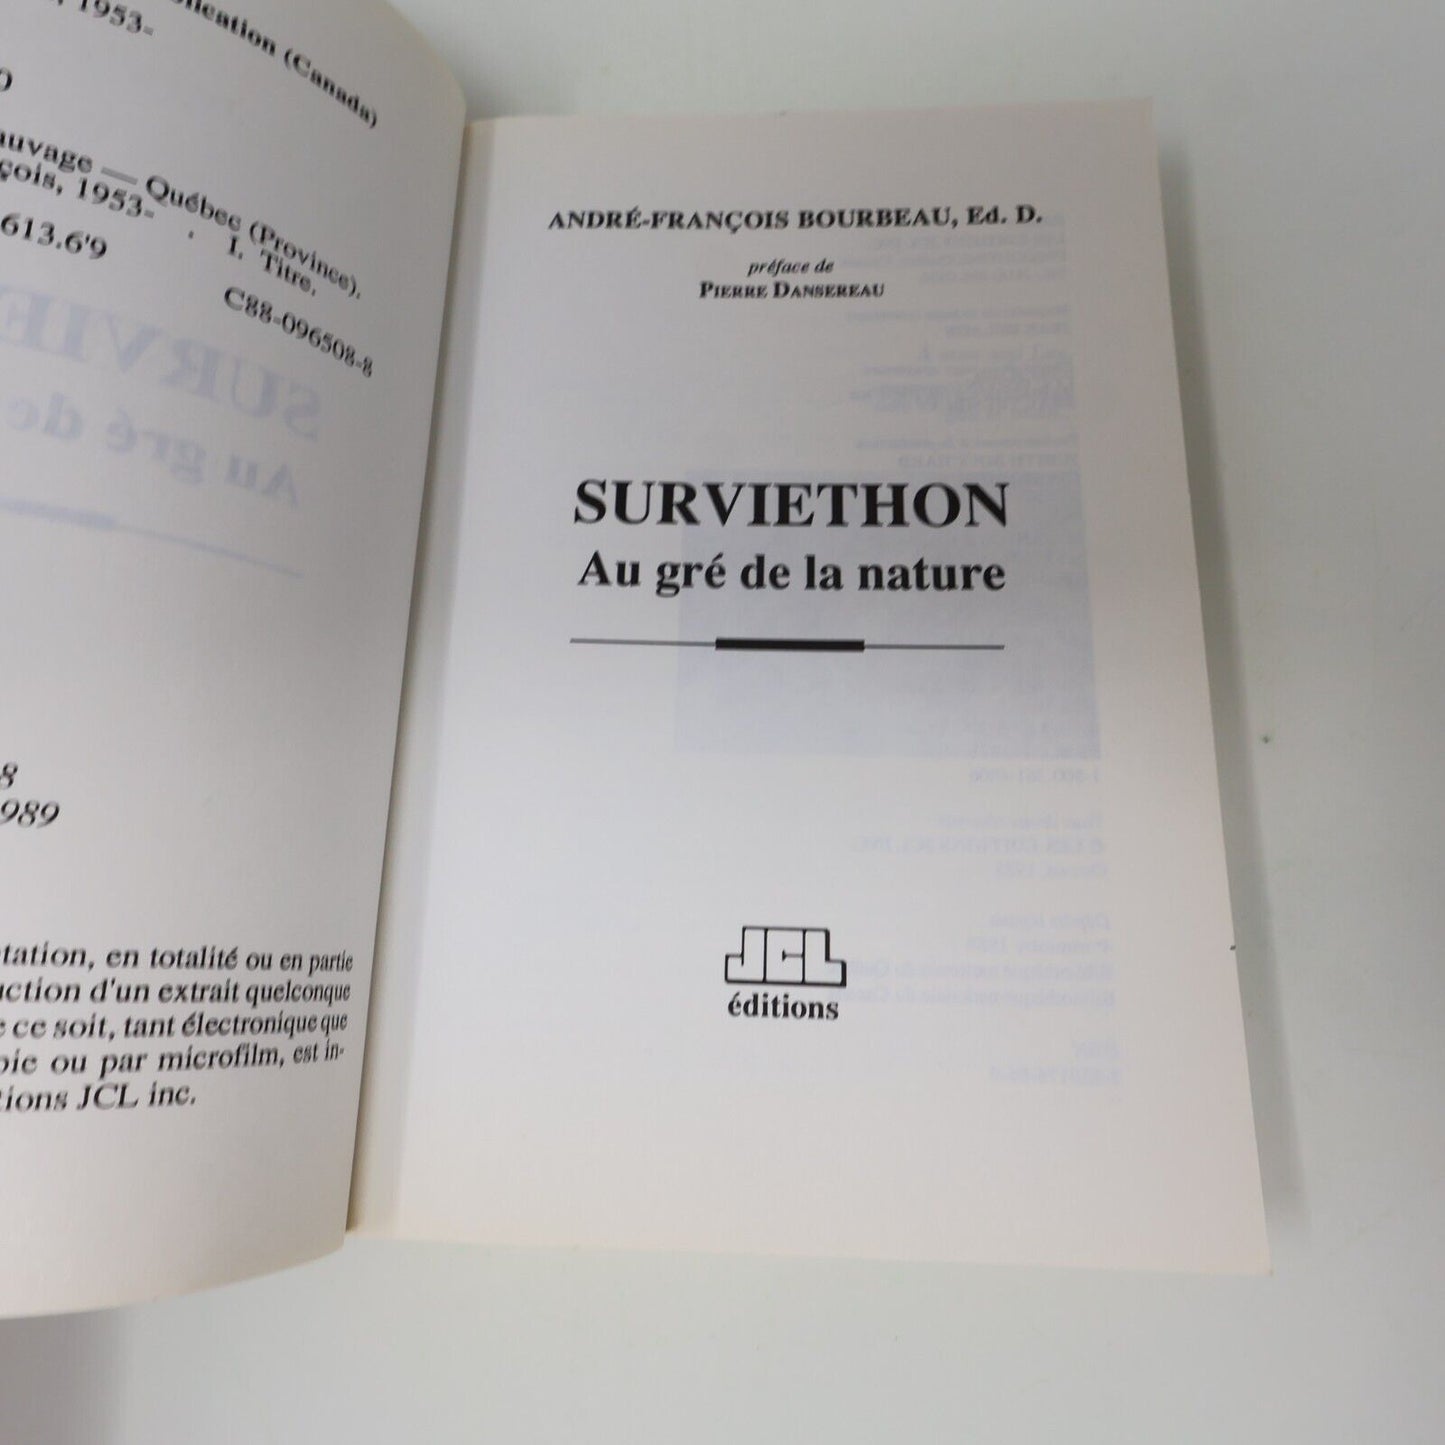 (Canada)
1953-
auvage — Québec (Province).
çois, 1953- . I. Titre.
613.6'9
C88-096508-8
8
989
tation, en totalité ou en partie
ction d'un extrait quelconque
e ce soit, tant électronique que
pie ou par microfilm, est in-
tions JCL inc.
ANDRÉ-FRANÇOIS BOURBEAU, Ed. D.
préface de
PIERRE DANSEREAU
SURVIETHON
Au gré de la nature
JCL
éditions